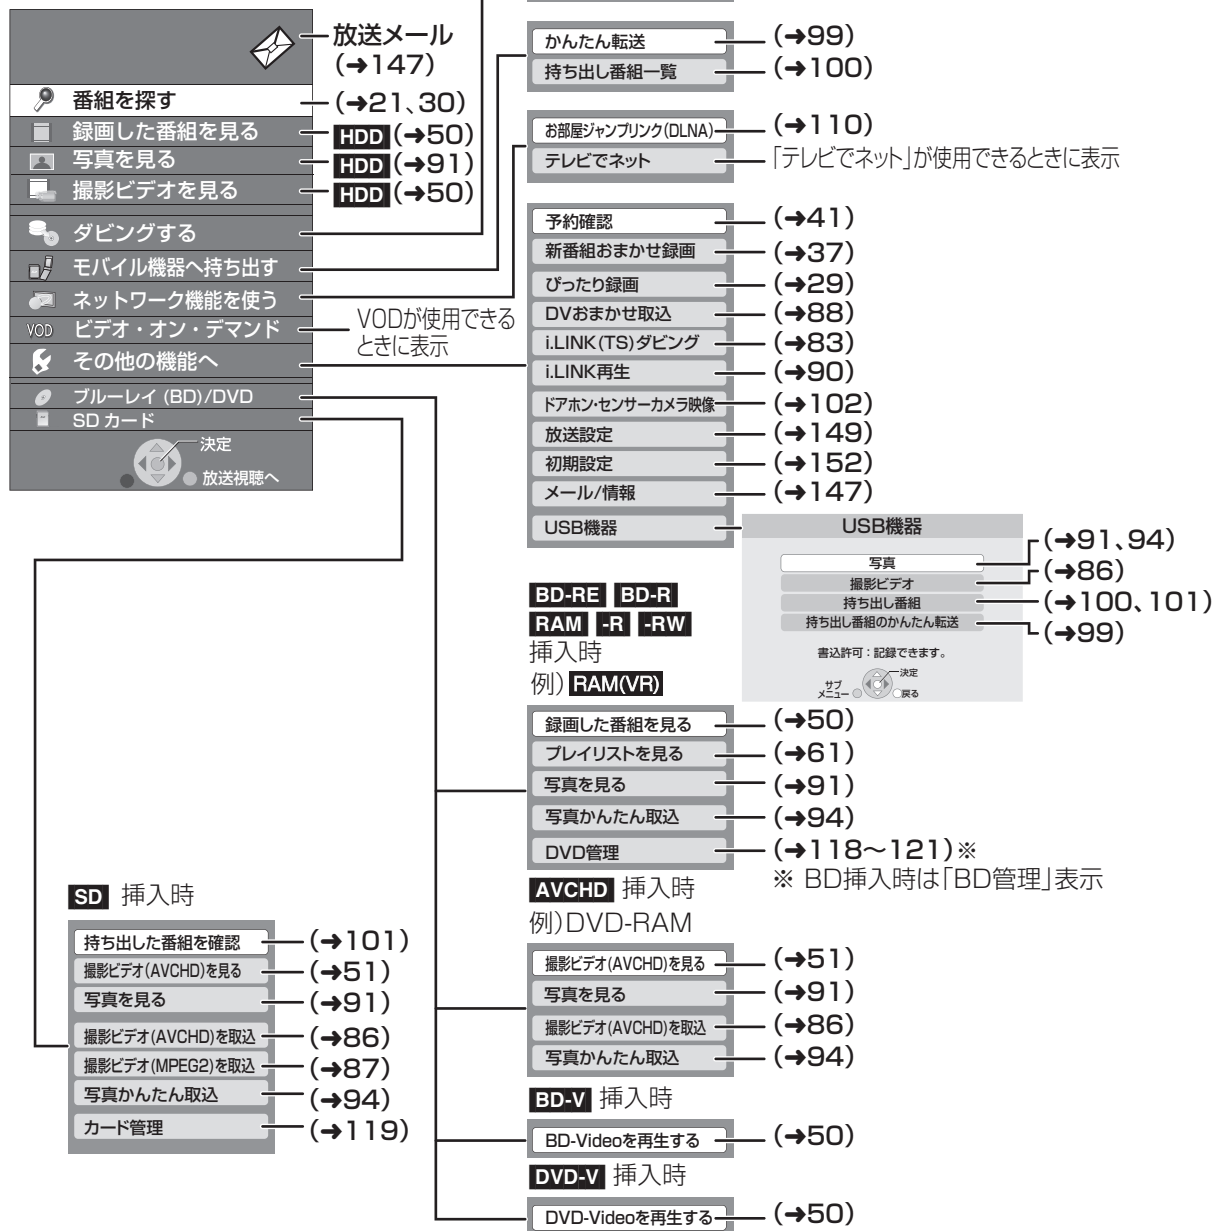 放送メール
(➔147)
番組を探す
(➔21、30)
録画した番組を見る
HDD (➔50)
写真を見る
HDD (➔91)
撮影ビデオを見る
HDD (➔50)
ダビングする
モバイル機器へ持ち出す
ネットワーク機能を使う
VOD ビデオ・オン・デマンド
VODが使用できる
ときに表示
その他の機能へ
ブルーレイ (BD)/DVD
SD カード
決定
放送視聴へ
かんたん転送
(➔99)
持ち出し番組一覧
(➔100)
お部屋ジャンプリンク(DLNA)
(➔110)
テレビでネット
「テレビでネット」が使用できるときに表示
予約確認
(➔41)
新番組おまかせ録画
(➔37)
ぴったり録画
(➔29)
DVおまかせ取込
(➔88)
i.LINK(TS)ダビング
(➔83)
i.LINK再生
(➔90)
ドアホン・センサーカメラ映像
(➔102)
放送設定
(➔149)
初期設定
(➔152)
メール/情報
(➔147)
USB機器
USB機器
写真
(➔91、94)
撮影ビデオ
(➔86)
持ち出し番組
(➔100、101)
持ち出し番組のかんたん転送
(➔99)
書込許可：記録できます。
決定
サブ
メニュー
戻る
BD-RE BD-R
RAM -R -RW
挿入時
例) RAM(VR)
録画した番組を見る
(➔50)
プレイリストを見る
(➔61)
写真を見る
(➔91)
写真かんたん取込
(➔94)
DVD管理
(➔118～121)※
※ BD挿入時は「BD管理」表示
AVCHD 挿入時
例)DVD-RAM
撮影ビデオ(AVCHD)を見る
(➔51)
写真を見る
(➔91)
撮影ビデオ(AVCHD)を取込
(➔86)
写真かんたん取込
(➔94)
BD-V 挿入時
BD-Videoを再生する
(➔50)
DVD-V 挿入時
DVD-Videoを再生する
(➔50)
SD 挿入時
持ち出した番組を確認
(➔101)
撮影ビデオ(AVCHD)を見る
(➔51)
写真を見る
(➔91)
撮影ビデオ(AVCHD)を取込
(➔86)
撮影ビデオ(MPEG2)を取込
(➔87)
写真かんたん取込
(➔94)
カード管理
(➔119)